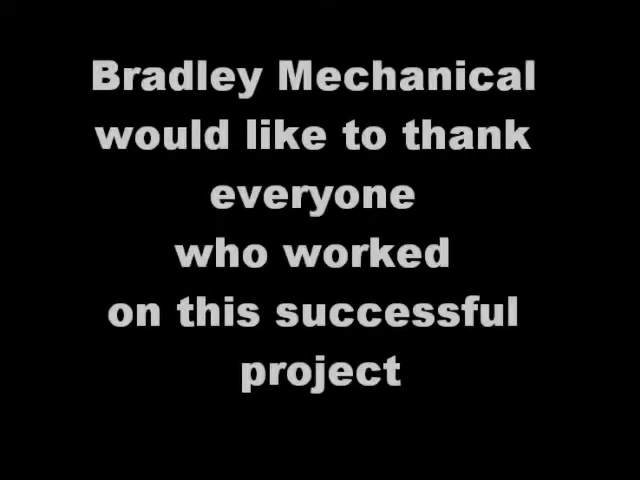 Bradley Mechanical
would like to thank
everyone
who worked
on this successful
project